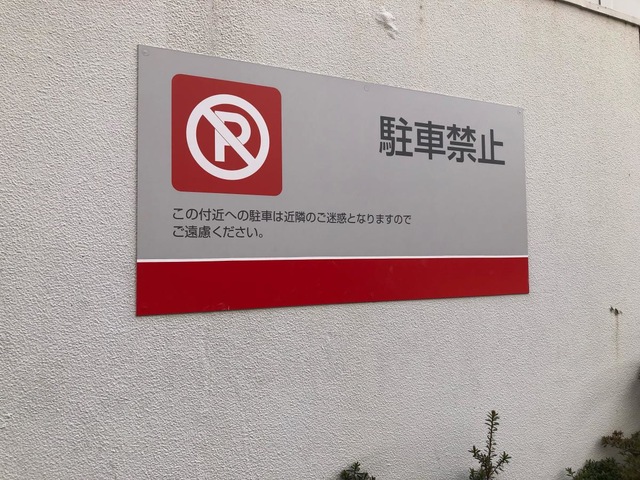 P
駐車禁止
この付近への駐車は近隣のご迷惑となりますので
ご遠慮ください。